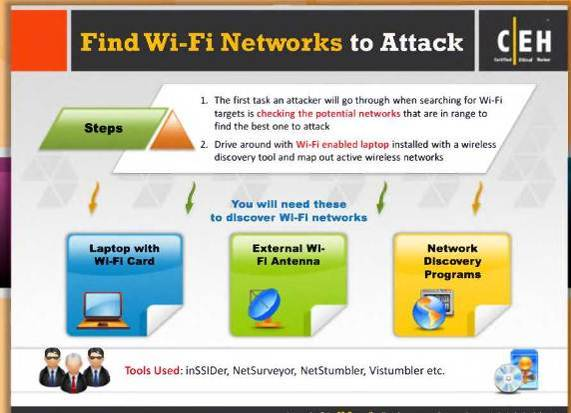 Find Wi-Fi Networks to Attack
C|EH
Certified Ethical Hacker
Steps
1. The first task an attacker will go through when searching for Wi-Fi
targets is checking the potential networks that are in range to
find the best one to attack
2. Drive around with Wi-Fi enabled laptop installed with a wireless
discovery tool and map out active wireless networks
You will need these
to discover Wi-Fi networks
Laptop with
Wi-Fi Card
External Wi-
Fi Antenna
Network
Discovery
Programs
Tools Used: inSSIDer, NetSurveyor, NetStumbler, Vistumbler etc.